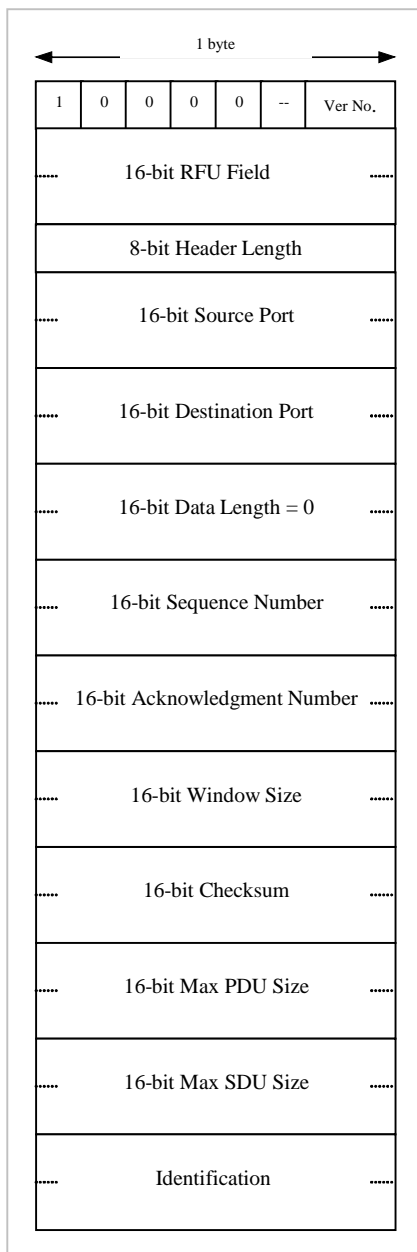 1 byte
1 0 0 0 0 -- Ver No.
16-bit RFU Field
8-bit Header Length
16-bit Source Port
16-bit Destination Port
16-bit Data Length = 0
16-bit Sequence Number
16-bit Acknowledgment Number
16-bit Window Size
16-bit Checksum
16-bit Max PDU Size
16-bit Max SDU Size
Identification